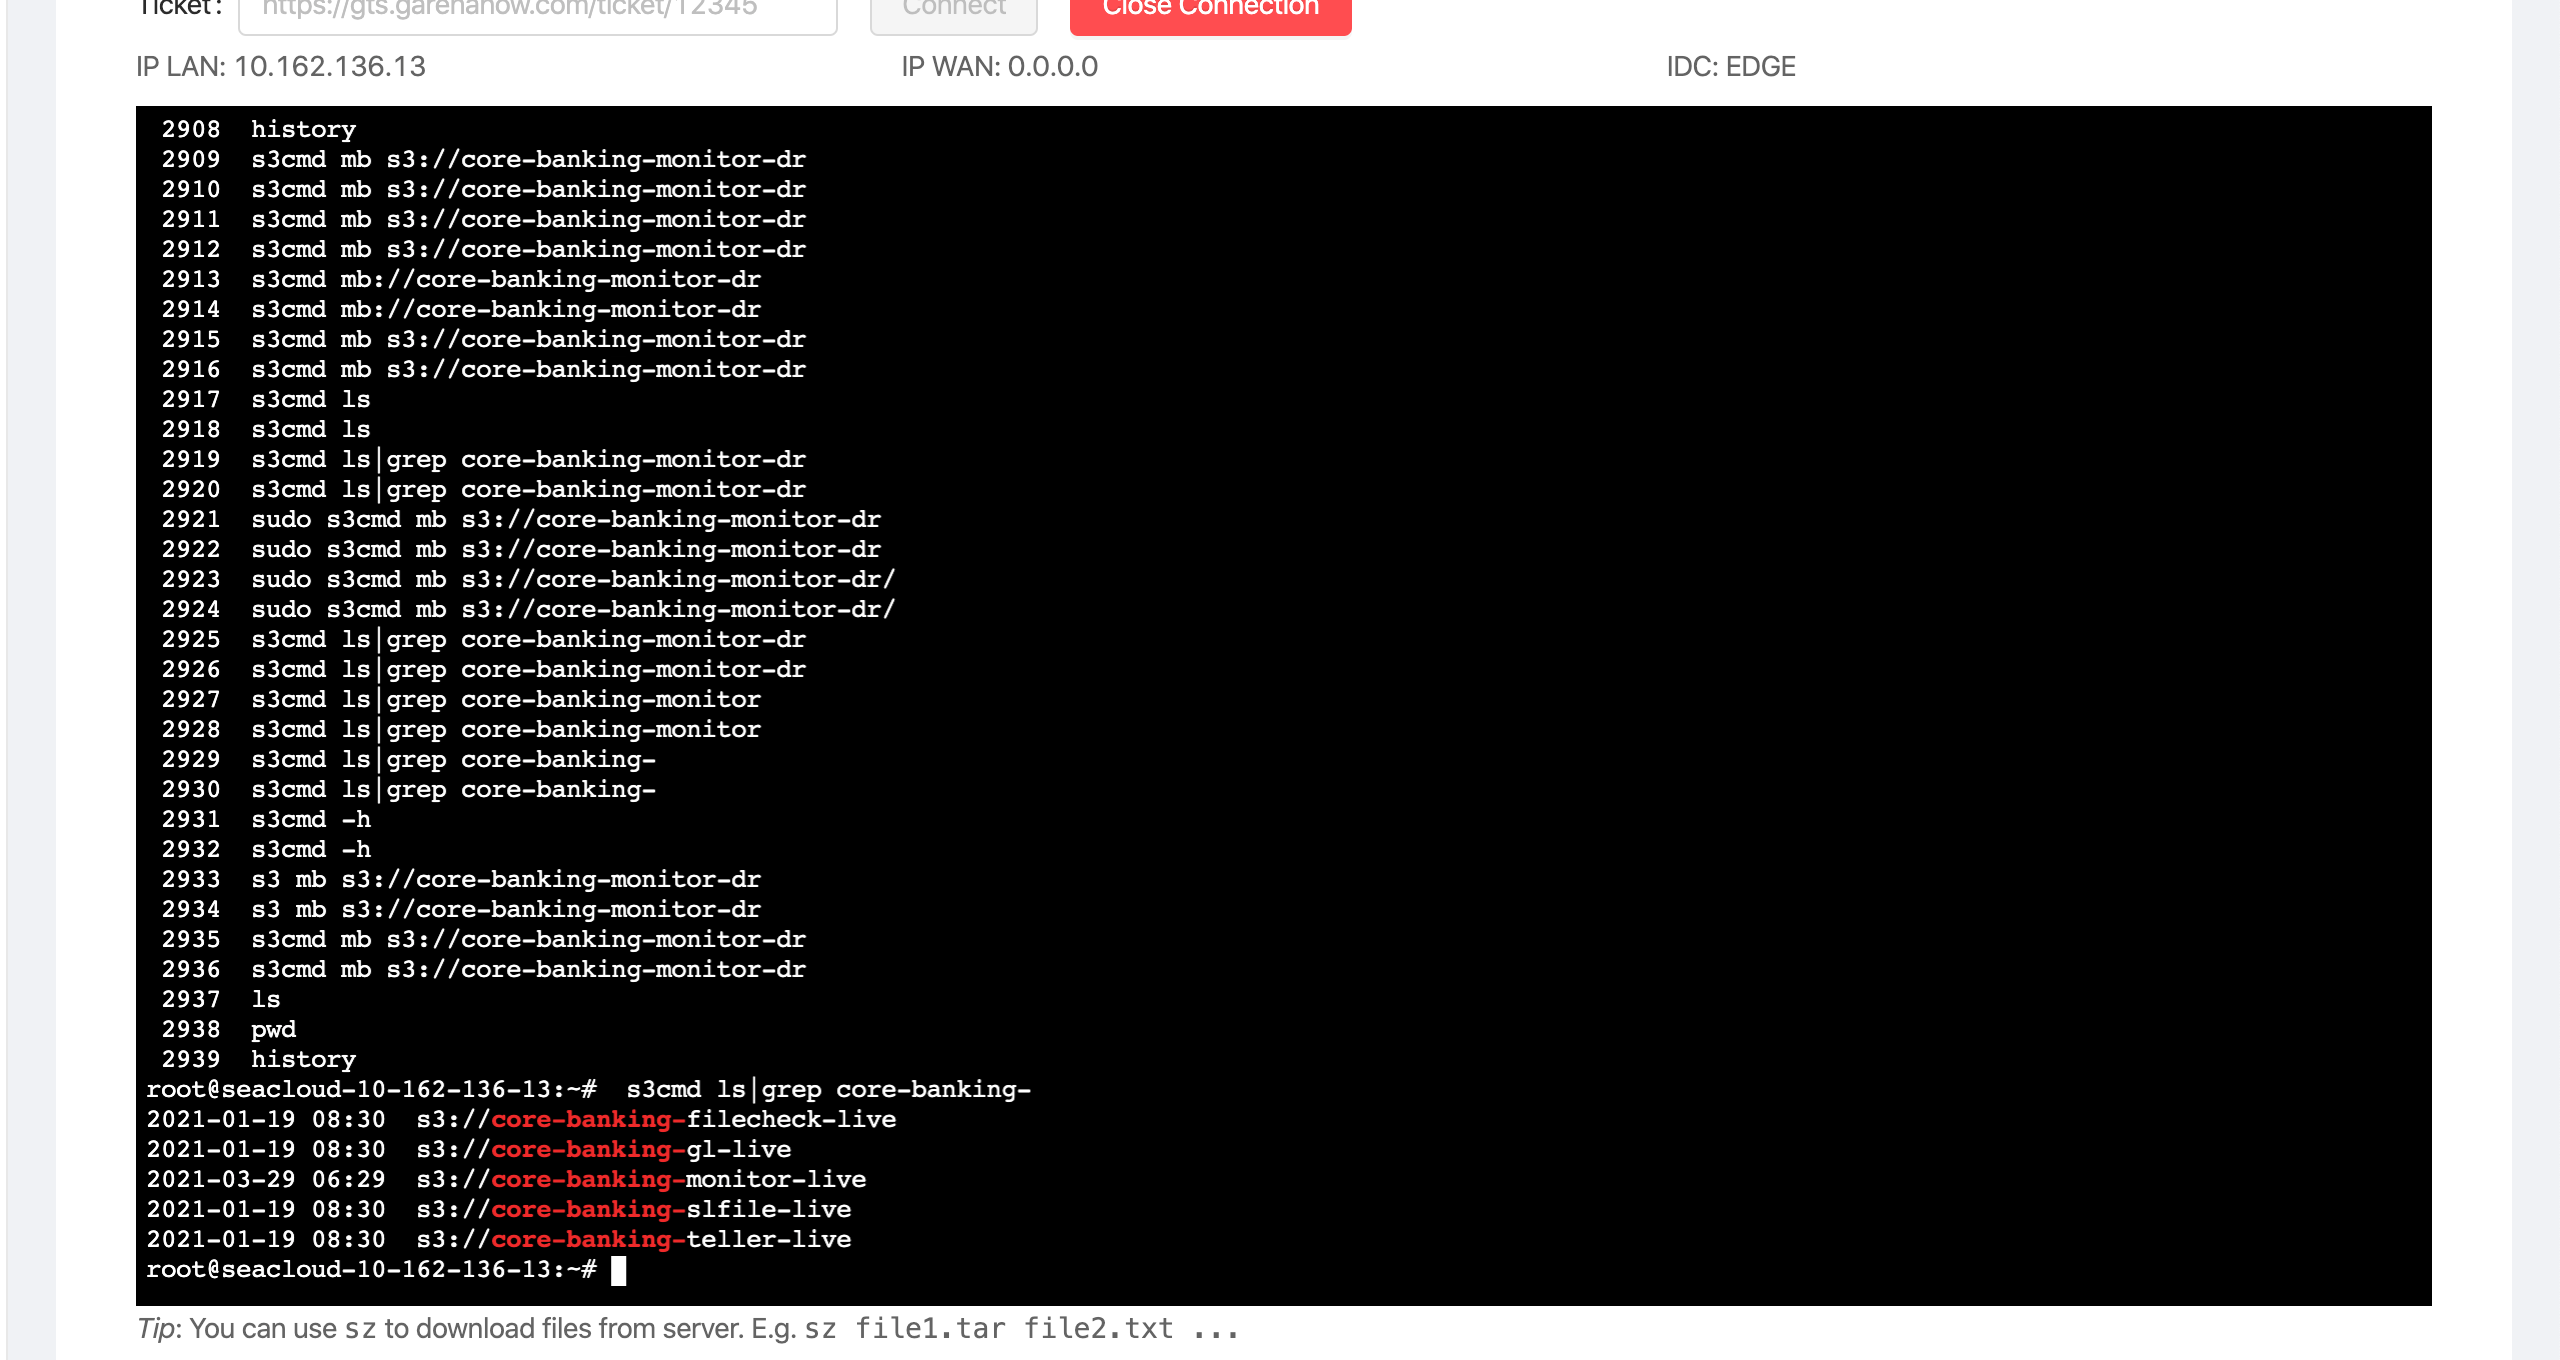 Ticket: https://gts.garenanow.com/ticket/12345 Connect Close Connection
IP LAN: 10.162.136.13 IP WAN: 0.0.0.0 IDC: EDGE
2908 history
2909 s3cmd mb s3://core-banking-monitor-dr
2910 s3cmd mb s3://core-banking-monitor-dr
2911 s3cmd mb s3://core-banking-monitor-dr
2912 s3cmd mb s3://core-banking-monitor-dr
2913 s3cmd mb://core-banking-monitor-dr
2914 s3cmd mb://core-banking-monitor-dr
2915 s3cmd mb s3://core-banking-monitor-dr
2916 s3cmd mb s3://core-banking-monitor-dr
2917 s3cmd ls
2918 s3cmd ls
2919 s3cmd ls|grep core-banking-monitor-dr
2920 s3cmd ls|grep core-banking-monitor-dr
2921 sudo s3cmd mb s3://core-banking-monitor-dr
2922 sudo s3cmd mb s3://core-banking-monitor-dr
2923 sudo s3cmd mb s3://core-banking-monitor-dr/
2924 sudo s3cmd mb s3://core-banking-monitor-dr/
2925 s3cmd ls|grep core-banking-monitor-dr
2926 s3cmd ls|grep core-banking-monitor-dr
2927 s3cmd ls|grep core-banking-monitor
2928 s3cmd ls|grep core-banking-monitor
2929 s3cmd ls|grep core-banking-
2930 s3cmd ls|grep core-banking-
2931 s3cmd -h
2932 s3cmd -h
2933 s3 mb s3://core-banking-monitor-dr
2934 s3 mb s3://core-banking-monitor-dr
2935 s3cmd mb s3://core-banking-monitor-dr
2936 s3cmd mb s3://core-banking-monitor-dr
2937 ls
2938 pwd
2939 history
root@seacloud-10-162-136-13:~# s3cmd ls|grep core-banking-
2021-01-19 08:30 s3://core-banking-filecheck-live
2021-01-19 08:30 s3://core-banking-gl-live
2021-03-29 06:29 s3://core-banking-monitor-live
2021-01-19 08:30 s3://core-banking-slfile-live
2021-01-19 08:30 s3://core-banking-teller-live
root@seacloud-10-162-136-13:~#
Tip: You can use sz to download files from server. E.g. sz file1.tar file2.txt ...